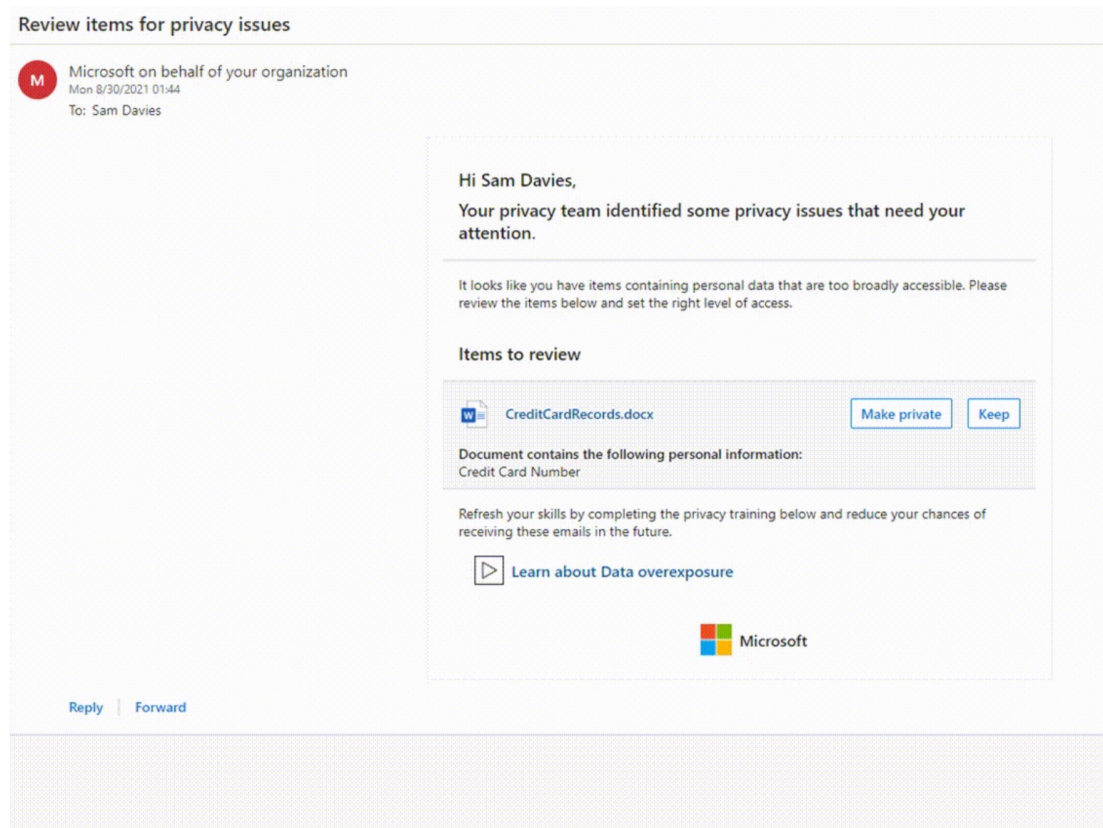 Review items for privacy issues
M
Microsoft on behalf of your organization
Mon 8/30/2021 01:44
To: Sam Davies
Hi Sam Davies,
Your privacy team identified some privacy issues that need your
attention.
It looks like you have items containing personal data that are too broadly accessible. Please
review the items below and set the right level of access.
Items to review
W
CreditCardRecords.docx
Make private
Keep
Document contains the following personal information:
Credit Card Number
Refresh your skills by completing the privacy training below and reduce your chances of
receiving these emails in the future.
Learn about Data overexposure
Microsoft
Reply
Forward